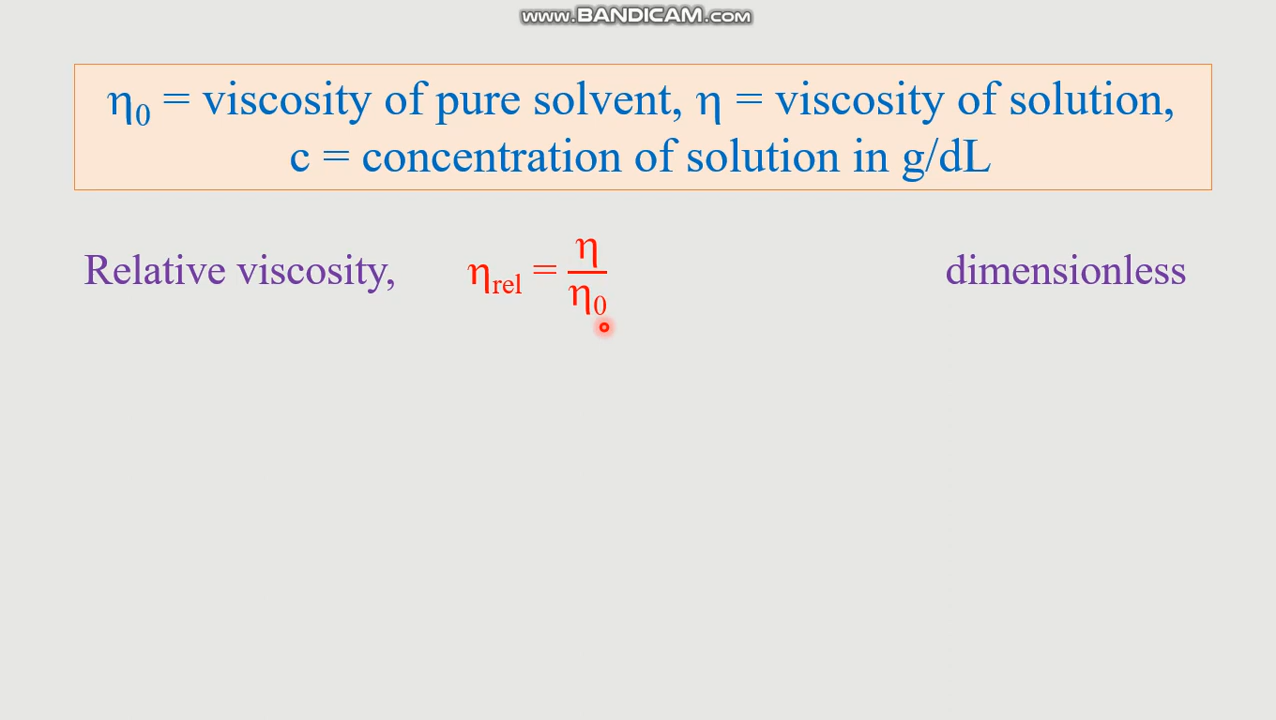 www.BANDICAM.com
η₀ = viscosity of pure solvent, η = viscosity of solution,
c = concentration of solution in g/dL
Relative viscosity, η_rel = η/η₀ dimensionless